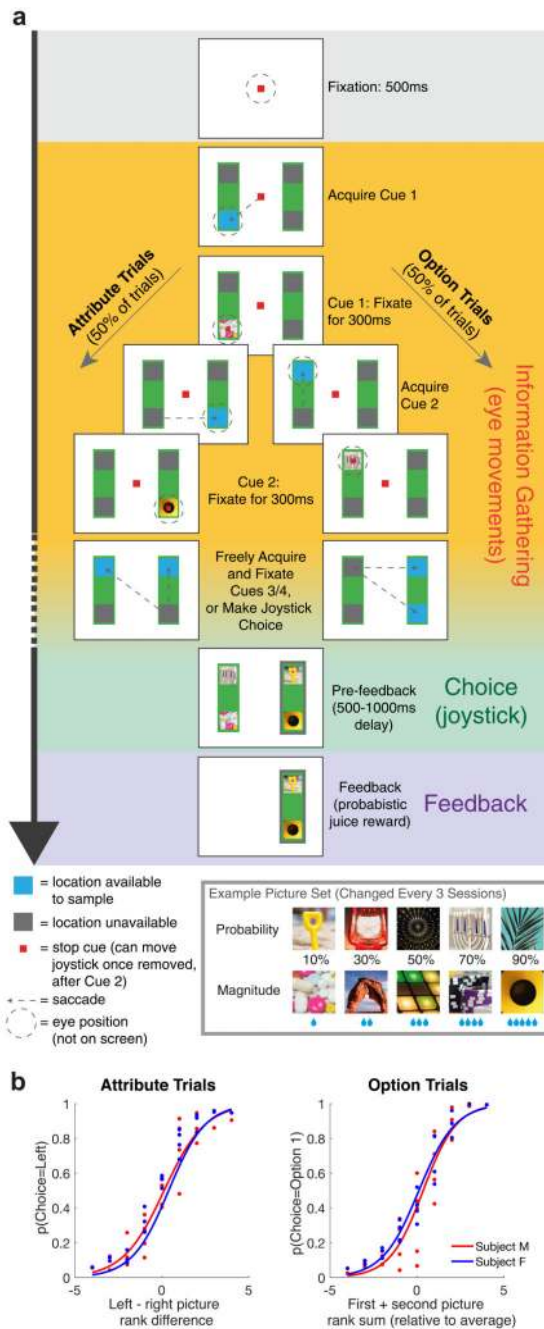 a
Fixation: 500ms
Acquire Cue 1
Attribute Trials
(50% of trials)
Option Trials
(50% of trials)
Cue 1: Fixate
for 300ms
Acquire
Cue 2
Information Gathering
(eye movements)
Cue 2:
Fixate for 300ms
Freely Acquire
and Fixate
Cues 3/4,
or Make Joystick
Choice
Pre-feedback
(500-1000ms
delay)
Choice
(joystick)
Feedback
(probabistic
juice reward)
Feedback
= location available
to sample
= location unavailable
= stop cue (can move
joystick once removed,
after Cue 2)
= saccade
= eye position
(not on screen)
Example Picture Set (Changed Every 3 Sessions)
Probability
10% 30% 50% 70% 90%
Magnitude
b
Attribute Trials
p(Choice=Left)
1
0.8
0.6
0.4
0.2
0
-5 0 5
Left - right picture
rank difference
Option Trials
p(Choice=Option 1)
1
0.8
0.6
0.4
0.2
0
Subject M
Subject F
-5 0 5
First + second picture
rank sum (relative to average)